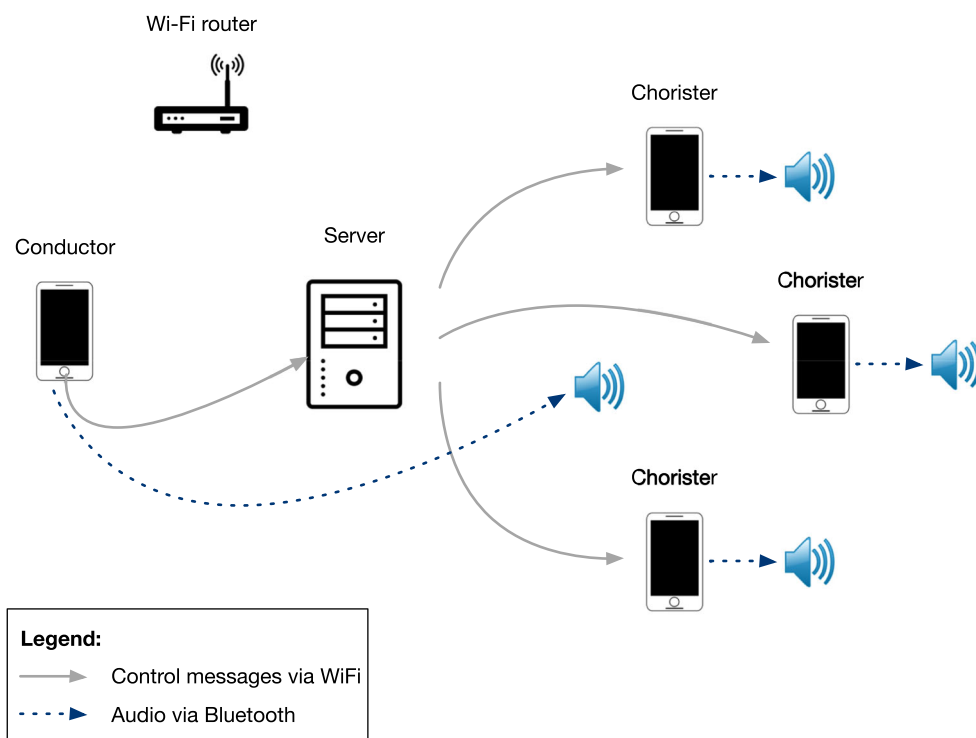 Wi-Fi router
Chorister
Conductor
Server
Chorister
Chorister
Legend:
Control messages via WiFi
Audio via Bluetooth